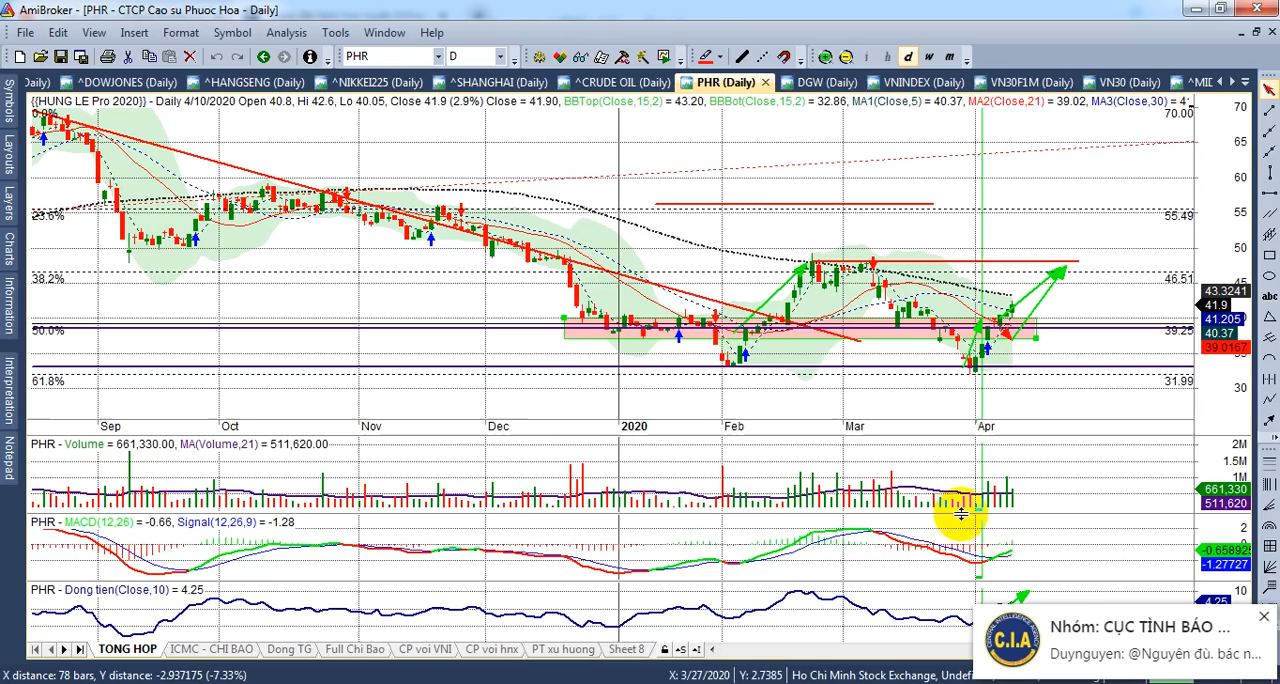 AmiBroker - [PHR - CTCP Cao su Phuoc Hoa - Daily]
File Edit View Insert Format Symbol Analysis Tools Window Help
PHR D i h d w m
Daily) ^DOWJONES (Daily) ^HANGSENG (Daily) ^NIKKEI225 (Daily) ^SHANGHAI (Daily) ^CRUDE OIL (Daily) PHR (Daily) DGW (Daily) VNINDEX (Daily) VN30F1M (Daily) VN30 (Daily) ^MID
Symbols
Layouts
Layers
Charts
Information
Interpretation
Notepad
{{HUNG LE Pro 2020}} - Daily 4/10/2020 Open 40.8, Hi 42.6, Lo 40.05, Close 41.9 (2.9%) Close = 41.90, BBTop(Close,15,2) = 43.20, BBBot(Close,15,2) = 32.86, MA1(Close,5) = 40.37, MA2(Close,21) = 39.02, MA3(Close,30) = 4
0.0% 70.00
23.6% 55.49
38.2% 46.51
50.0% 39.25
61.8% 31.99
70
65
60
55
50
45
35
30
43.3241
41.9
41.205
40.37
39.0167
Sep Oct Nov Dec 2020 Feb Mar Apr
PHR - Volume = 661,330.00, MA(Volume,21) = 511,620.00
2M
1.5M
1M
661,330
511,620
PHR - MACD(12,26) = -0.66, Signal(12,26,9) = -1.28
2
0
-0.658925
-1.27727
PHR - Dong tien(Close,10) = 4.25
10
4.25
abc
C.I.A
Nhóm: CỤC TÌNH BÁO ...
Duynguyen: @Nguyên đù. bác n...
TONG HOP ICMC - CHI BAO Dong TG Full Chi Bao CP voi VNI CP voi hnx PT xu huong Sheet 8
X distance: 78 bars, Y distance: -2.937175 (-7.33%) X: 3/27/2020 Y: 2.7385 Ho Chi Minh Stock Exchange, Undef